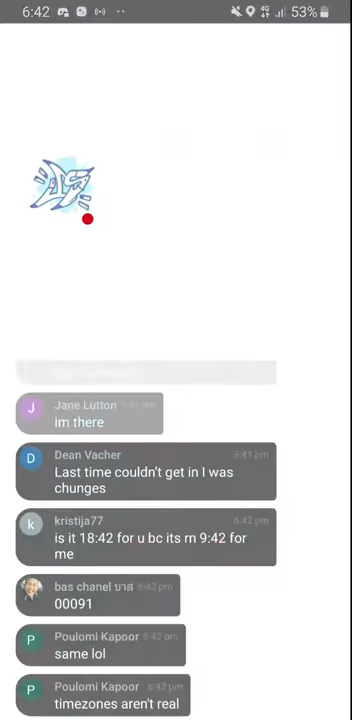 6:42
4G
53%
J
Jane Lutton
im there
D
Dean Vacher 6:41 pm
Last time couldn't get in I was
chunges
k
kristija77 6:42 pm
is it 18:42 for u bc its rn 9:42 for
me
bas chanel บาส 6:42 pm
00091
P
Poulomi Kapoor 6:42 pm
same lol
P
Poulomi Kapoor 6:42 pm
timezones aren't real